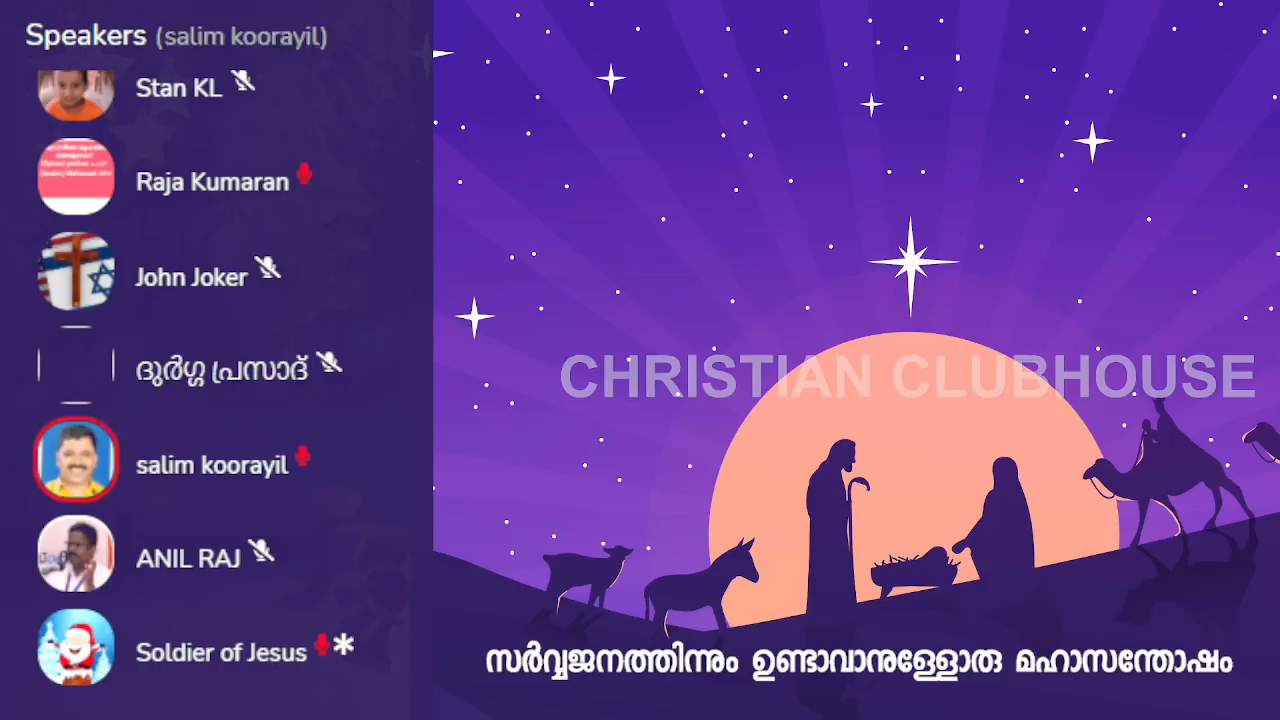 Speakers (salim koorayil)
Stan KL
Raja Kumaran
John Joker
ദുർഗ്ഗ പ്രസാദ്
salim koorayil
ANIL RAJ
Soldier of Jesus *
CHRISTIAN CLUBHOUSE
സർവ്വജനത്തിന്നും ഉണ്ടാവാനുള്ളോരു മഹാസന്തോഷം